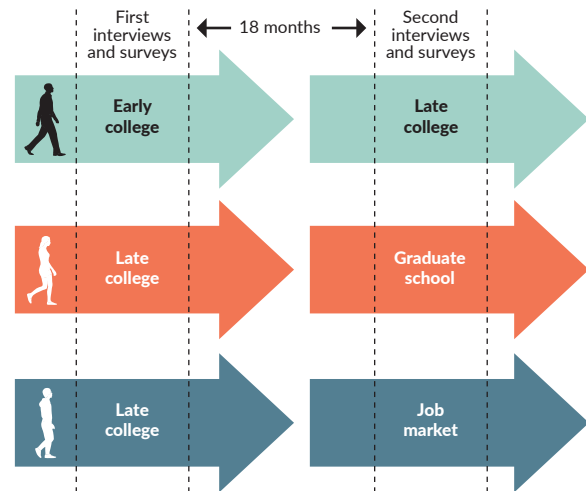 First
interviews
and surveys
18 months
Second
interviews
and surveys
Early
college
Late
college
Late
college
Graduate
school
Late
college
Job
market